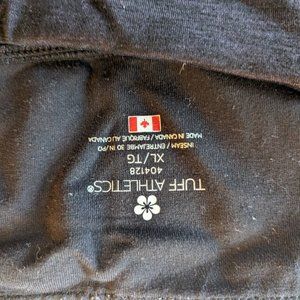 TUFF ATHLETICS®
404128
XL/TG
INSEAM / ENTREJAMBE 30 IN/PO
MADE IN CANADA / FABRIQUÉ AU CANADA